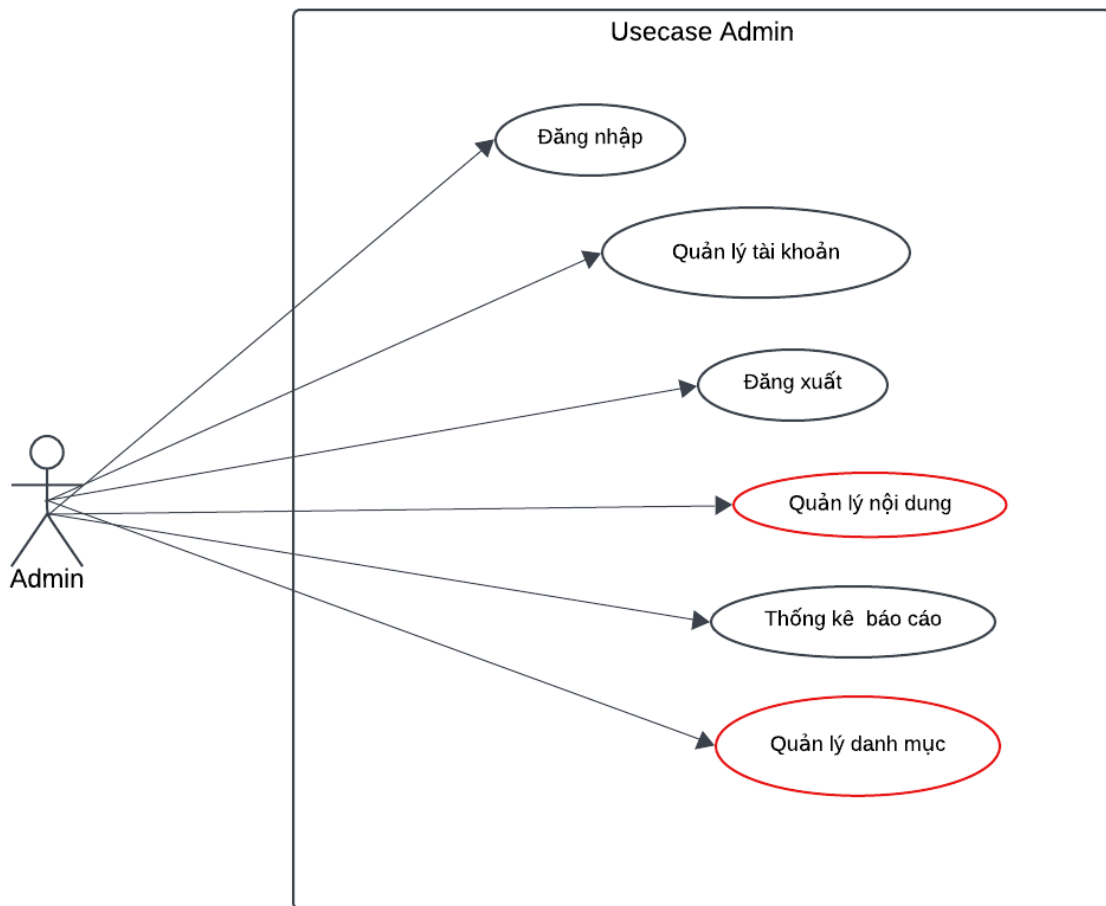 Usecase Admin
Đăng nhập
Quản lý tài khoản
Đăng xuất
Quản lý nội dung
Admin
Thống kê báo cáo
Quản lý danh mục